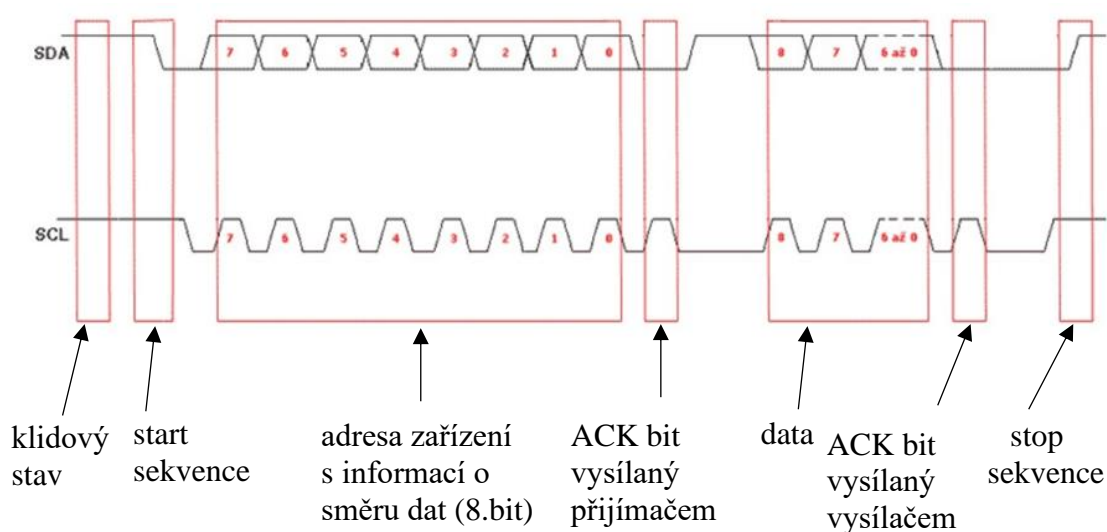 SDA
7 6 5 4 3 2 1 0 8 7 6 až 0
SCL
7 6 5 4 3 2 1 0 8 7 6 až 0
klidový
stav
start
sekvence
adresa zařízení
s informací o
směru dat (8.bit)
ACK bit
vysílaný
přijímačem
data
ACK bit
vysílaný
vysílačem
stop
sekvence